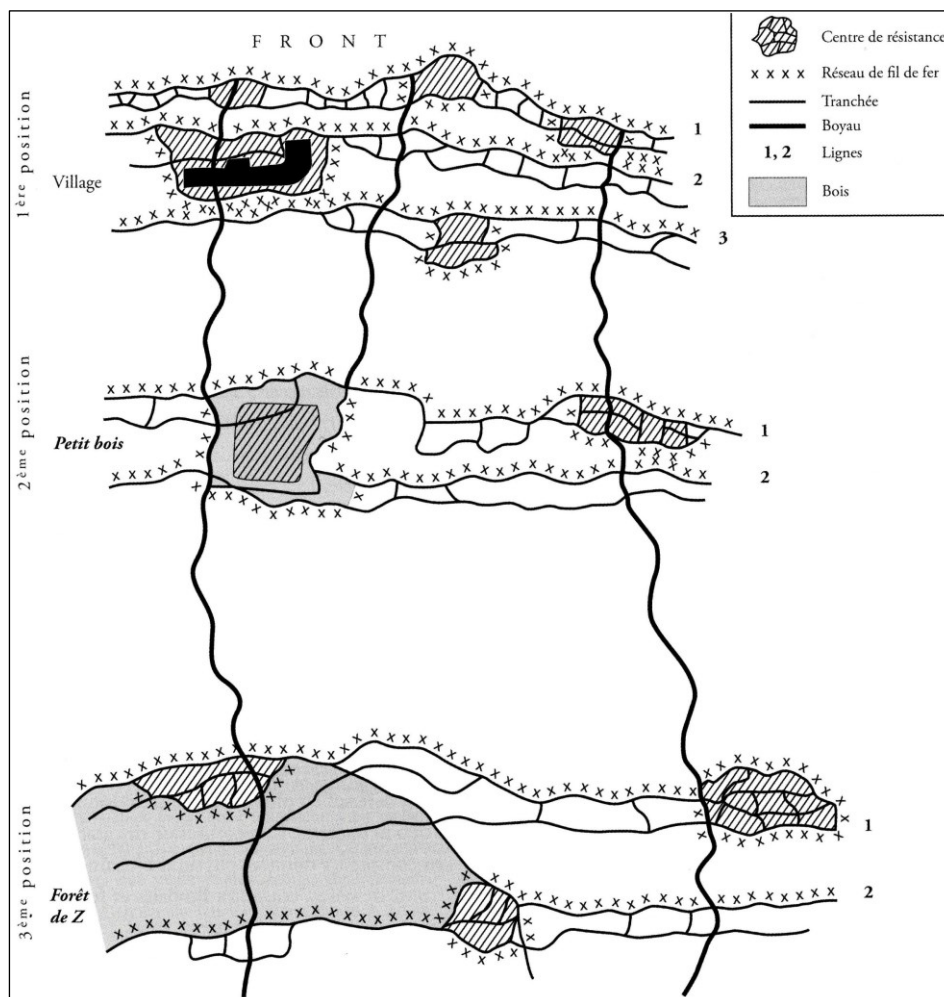 F R O N T
Centre de résistance
x x x x Réseau de fil de fer
Tranchée
Boyau
1, 2 Lignes
Bois
1ère position
Village
1
2
3
2ème position
Petit bois
1
2
3ème position
Forêt
de Z
1
2